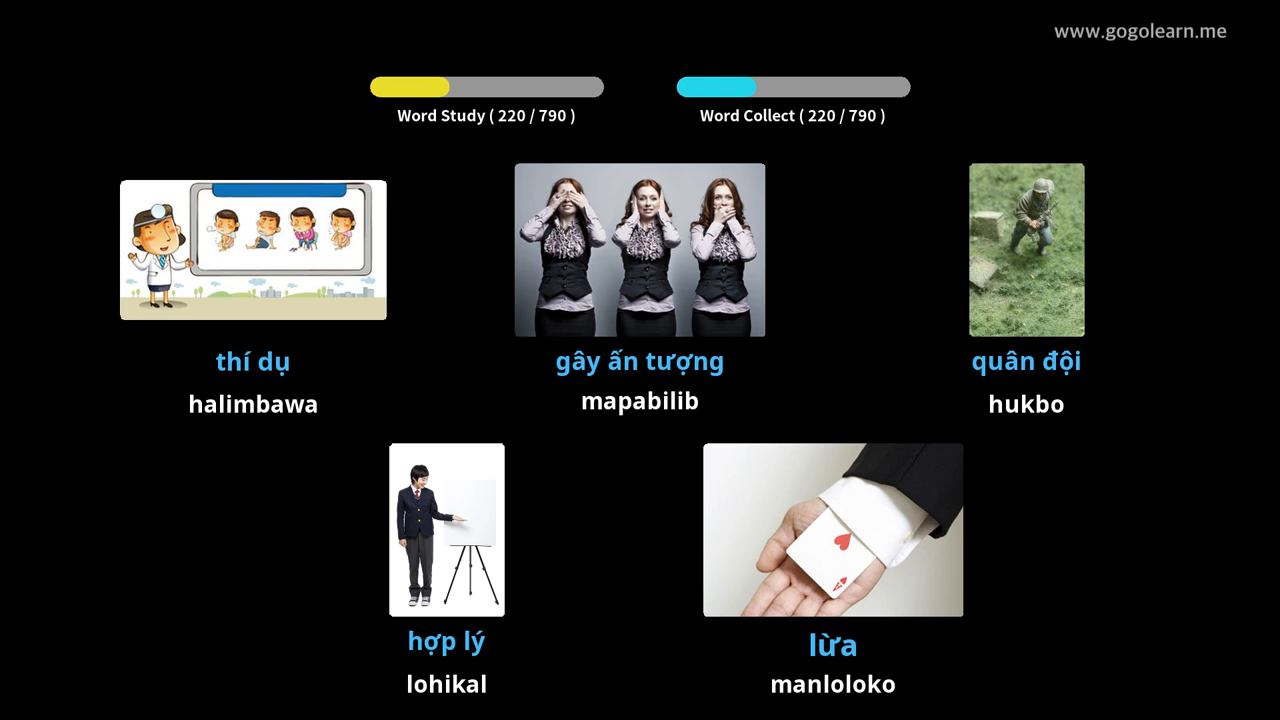 www.gogolearn.me
Word Study ( 220 / 790 )
Word Collect ( 220 / 790 )
thí dụ
halimbawa
gây ấn tượng
mapabilib
quân đội
hukbo
hợp lý
lohikal
lừa
manloloko